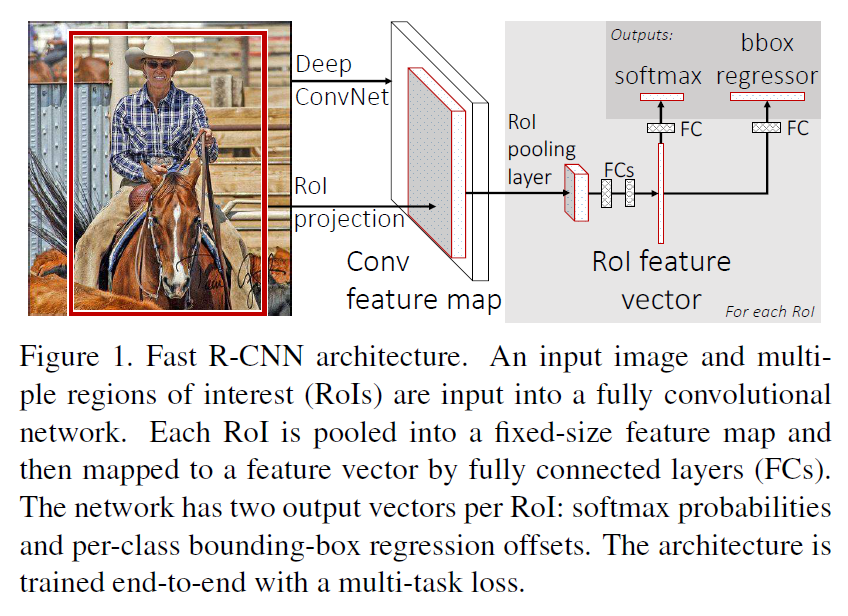 Outputs:
bbox
softmax regressor
Deep
ConvNet
FC
FC
RoI
pooling
layer
FCs
RoI
projection
Conv
feature map
RoI feature
vector
For each RoI
Figure 1. Fast R-CNN architecture. An input image and multi-
ple regions of interest (RoIs) are input into a fully convolutional
network. Each RoI is pooled into a fixed-size feature map and
then mapped to a feature vector by fully connected layers (FCs).
The network has two output vectors per RoI: softmax probabilities
and per-class bounding-box regression offsets. The architecture is
trained end-to-end with a multi-task loss.